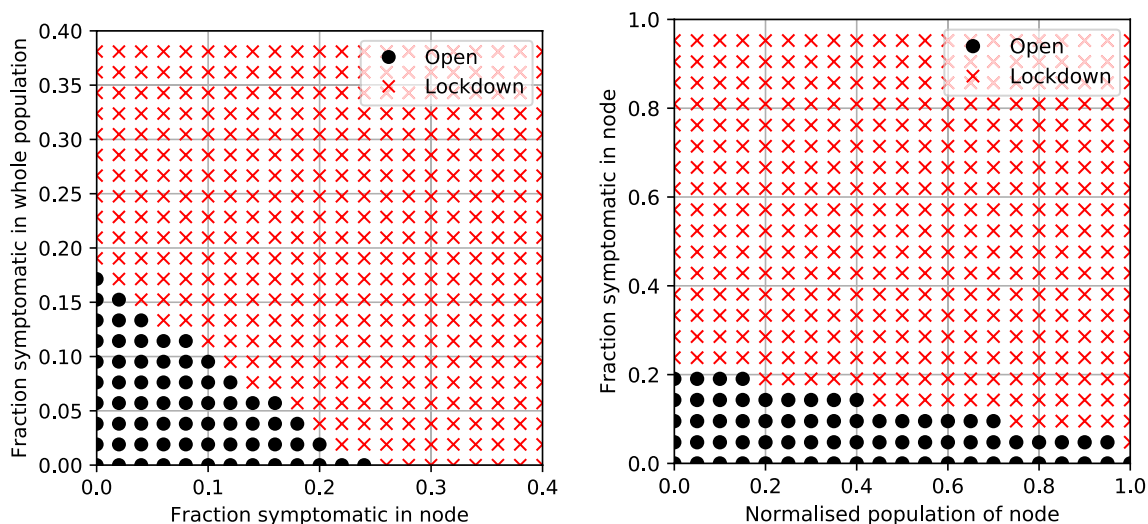 0.40
0.35
0.30
0.25
0.20
0.15
0.10
0.05
0.00
Fraction symptomatic in whole population
Open
Lockdown
0.0 0.1 0.2 0.3 0.4
Fraction symptomatic in node
1.0
0.8
0.6
0.4
0.2
0.0
Fraction symptomatic in node
Open
Lockdown
0.0 0.2 0.4 0.6 0.8 1.0
Normalised population of node